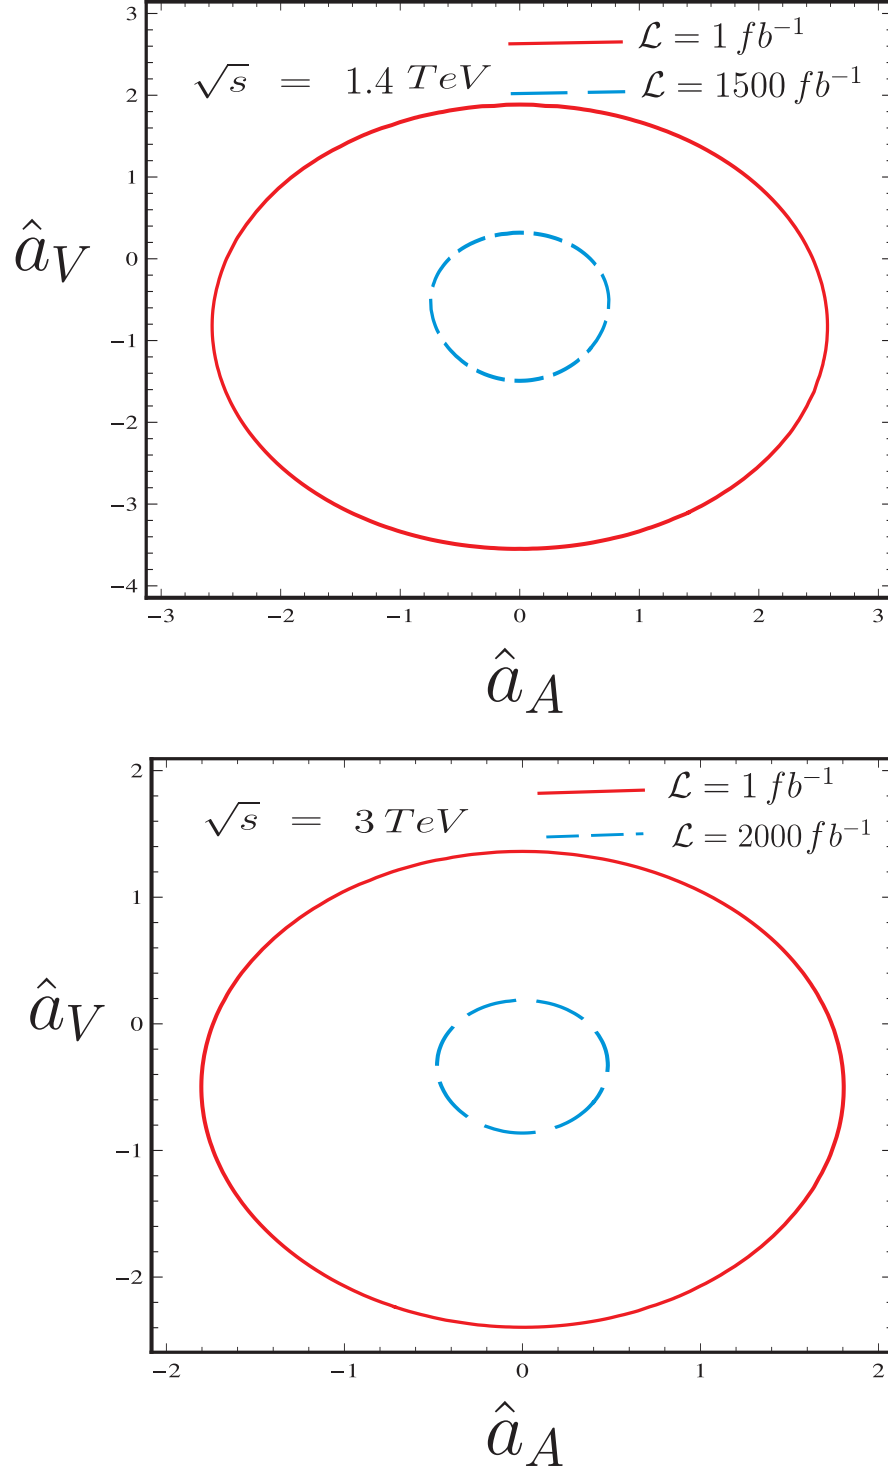 3
ℒ = 1 fb⁻¹
√s = 1.4 TeV
ℒ = 1500 fb⁻¹
2
1
â_V
0
−1
−2
−3
−4
−3 −2 −1 0 1 2 3
â_A
2
ℒ = 1 fb⁻¹
√s = 3 TeV
ℒ = 2000 fb⁻¹
1
â_V
0
−1
−2
−2 −1 0 1 2
â_A